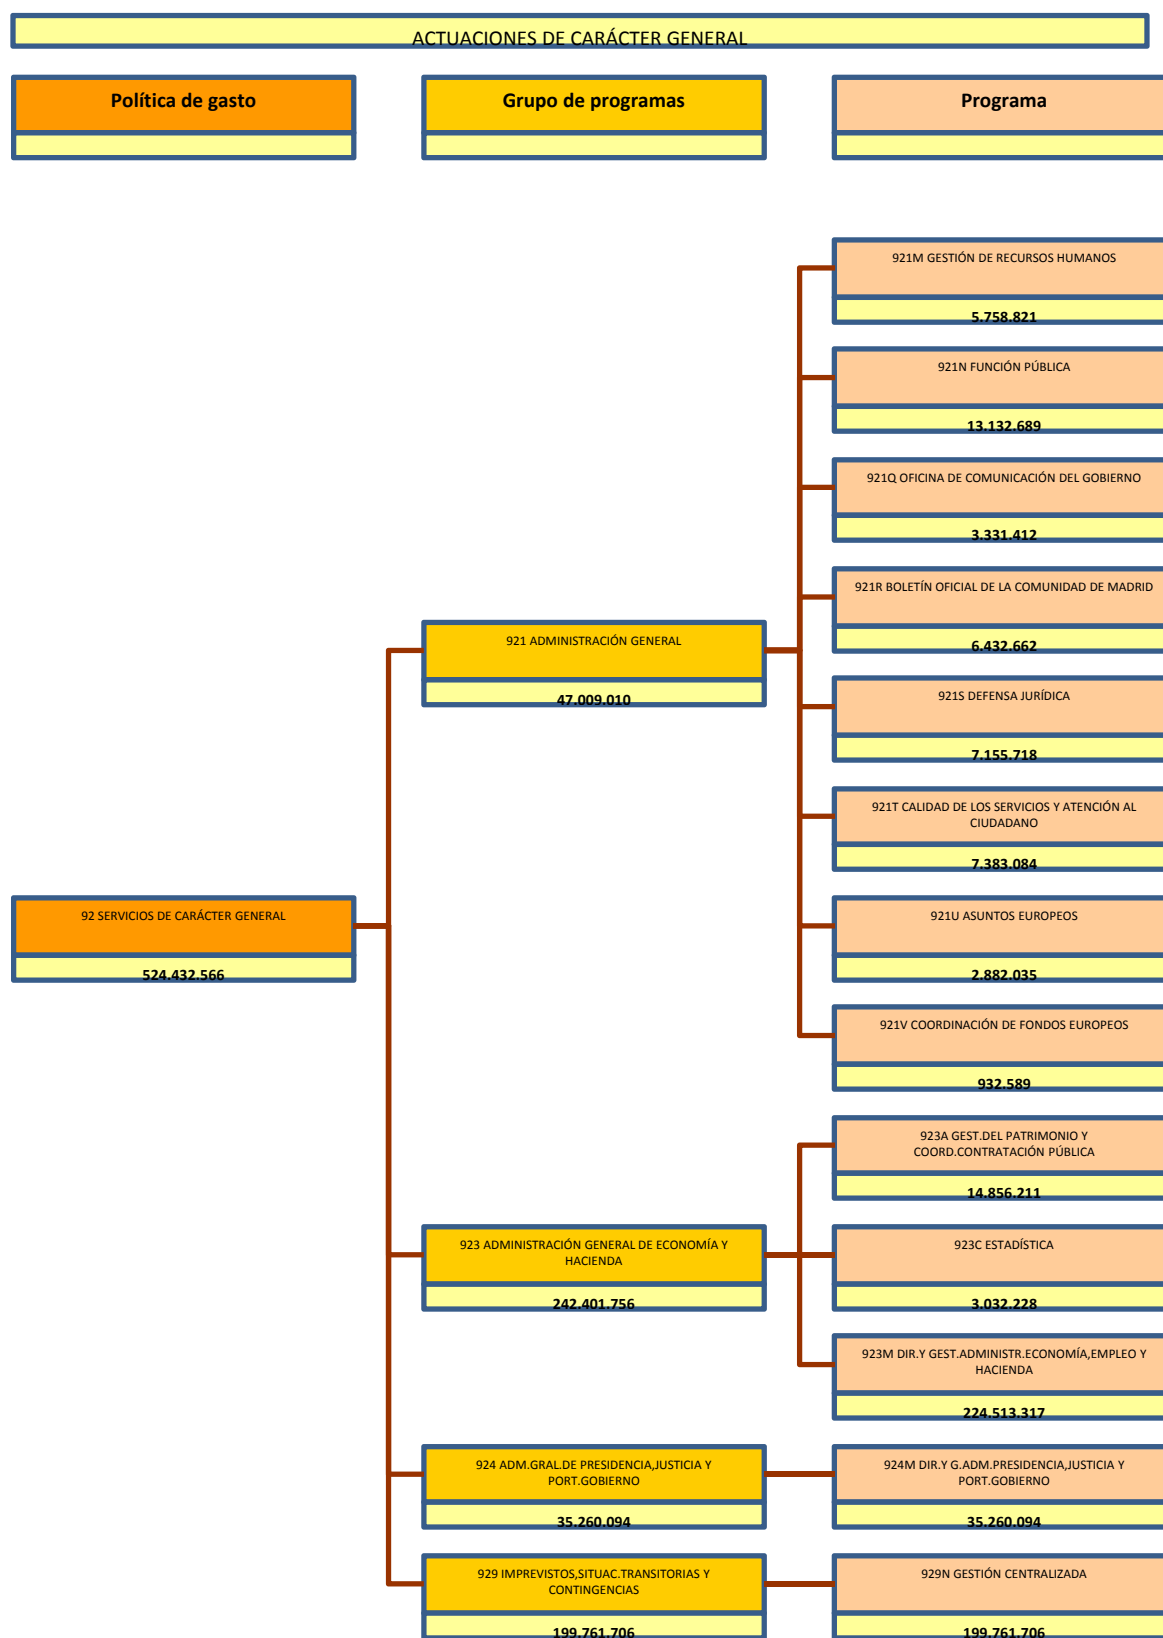 ACTUACIONES DE CARÁCTER GENERAL
Política de gasto
Grupo de programas
Programa
921M GESTIÓN DE RECURSOS HUMANOS
5.758.821
921N FUNCIÓN PÚBLICA
13.132.689
921Q OFICINA DE COMUNICACIÓN DEL GOBIERNO
3.331.412
921R BOLETÍN OFICIAL DE LA COMUNIDAD DE MADRID
6.432.662
921 ADMINISTRACIÓN GENERAL
47.009.010
921S DEFENSA JURÍDICA
7.155.718
921T CALIDAD DE LOS SERVICIOS Y ATENCIÓN AL
CIUDADANO
7.383.084
92 SERVICIOS DE CARÁCTER GENERAL
524.432.566
921U ASUNTOS EUROPEOS
2.882.035
921V COORDINACIÓN DE FONDOS EUROPEOS
932.589
923A GEST.DEL PATRIMONIO Y
COORD.CONTRATACIÓN PÚBLICA
14.856.211
923 ADMINISTRACIÓN GENERAL DE ECONOMÍA Y
HACIENDA
242.401.756
923C ESTADÍSTICA
3.032.228
923M DIR.Y GEST.ADMINISTR.ECONOMÍA,EMPLEO Y
HACIENDA
224.513.317
924 ADM.GRAL.DE PRESIDENCIA,JUSTICIA Y
PORT.GOBIERNO
35.260.094
924M DIR.Y G.ADM.PRESIDENCIA,JUSTICIA Y
PORT.GOBIERNO
35.260.094
929 IMPREVISTOS,SITUAC.TRANSITORIAS Y
CONTINGENCIAS
199.761.706
929N GESTIÓN CENTRALIZADA
199.761.706